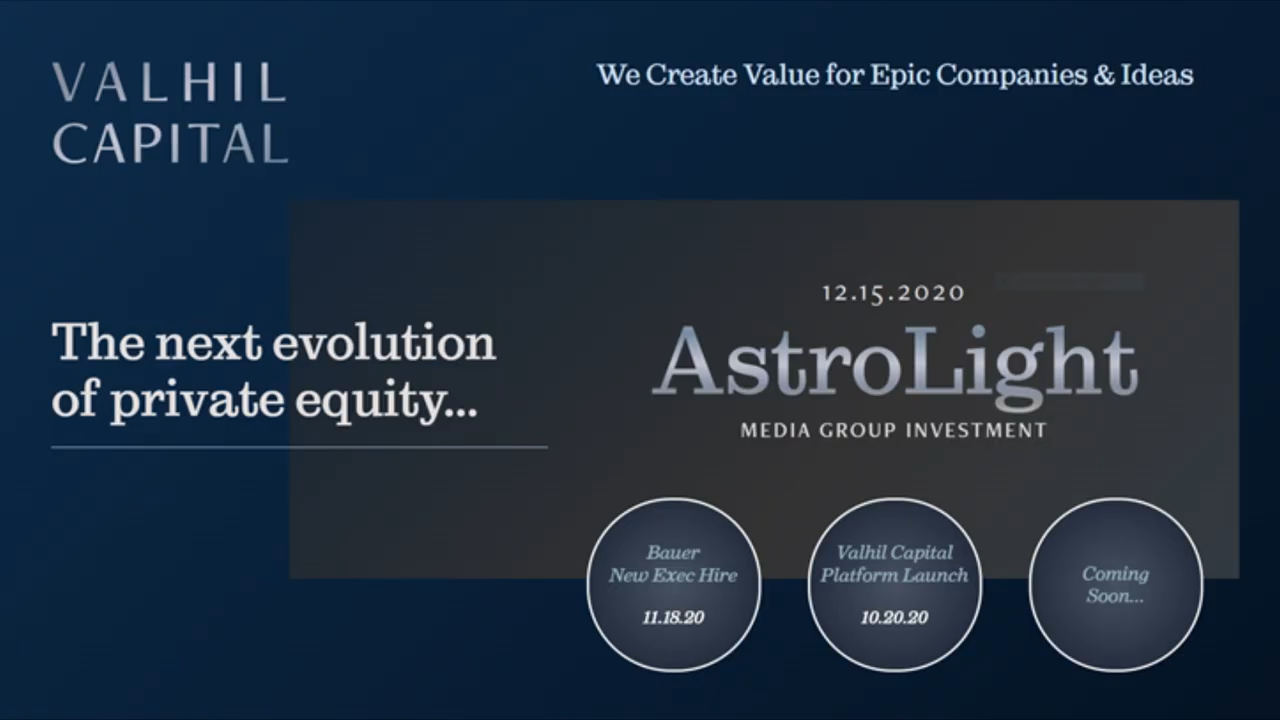 VALHIL
CAPITAL
We Create Value for Epic Companies & Ideas
The next evolution
of private equity...
12.15.2020
AstroLight
MEDIA GROUP INVESTMENT
Bauer
New Exec Hire
11.18.20
Valhil Capital
Platform Launch
10.20.20
Coming
Soon...